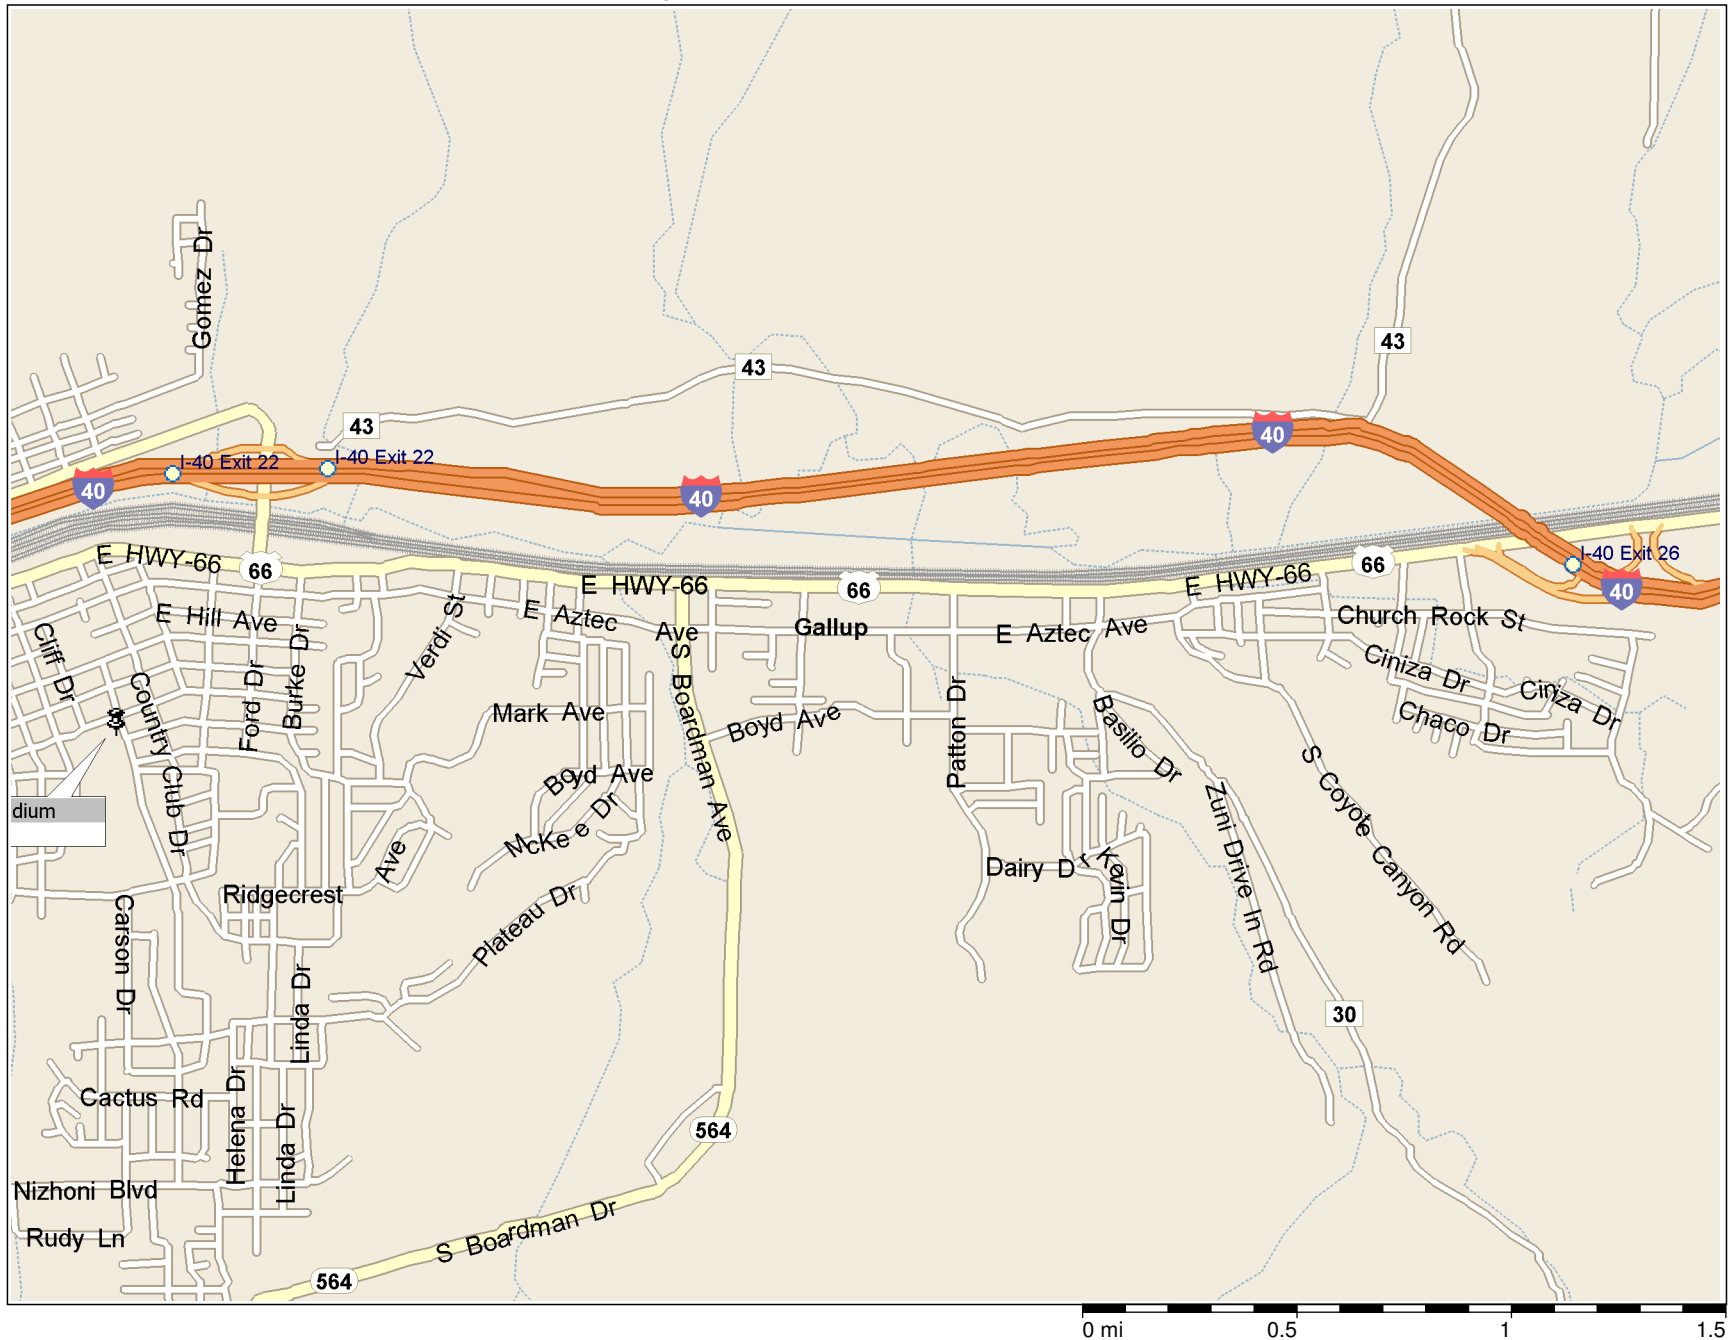 Gomez Dr
43
43
43
40
I-40 Exit 22
I-40 Exit 22
40
40
E HWY-66
66
E HWY-66
66
E HWY-66
66
I-40 Exit 26
40
E Hill Ave
Cliff Dr
Country Club Dr
Ford Dr
Burke Dr
Verdi St
E Aztec Ave
Gallup
E Aztec Ave
Church Rock St
Ciniza Dr
Ciniza Dr
Chaco Dr
S Boardman Ave
Mark Ave
Boyd Ave
Boyd Ave
McKee Dr
Patton Dr
Basilio Dr
S Coyote Canyon Rd
Zuni Drive In Rd
dium
Ave
Ridgecrest
Plateau Dr
Dairy Dr
Kevin Dr
Carson Dr
Linda Dr
30
Cactus Rd
Helena Dr
Linda Dr
564
Nizhoni Blvd
Rudy Ln
S Boardman Dr
564
0 mi 0.5 1 1.5